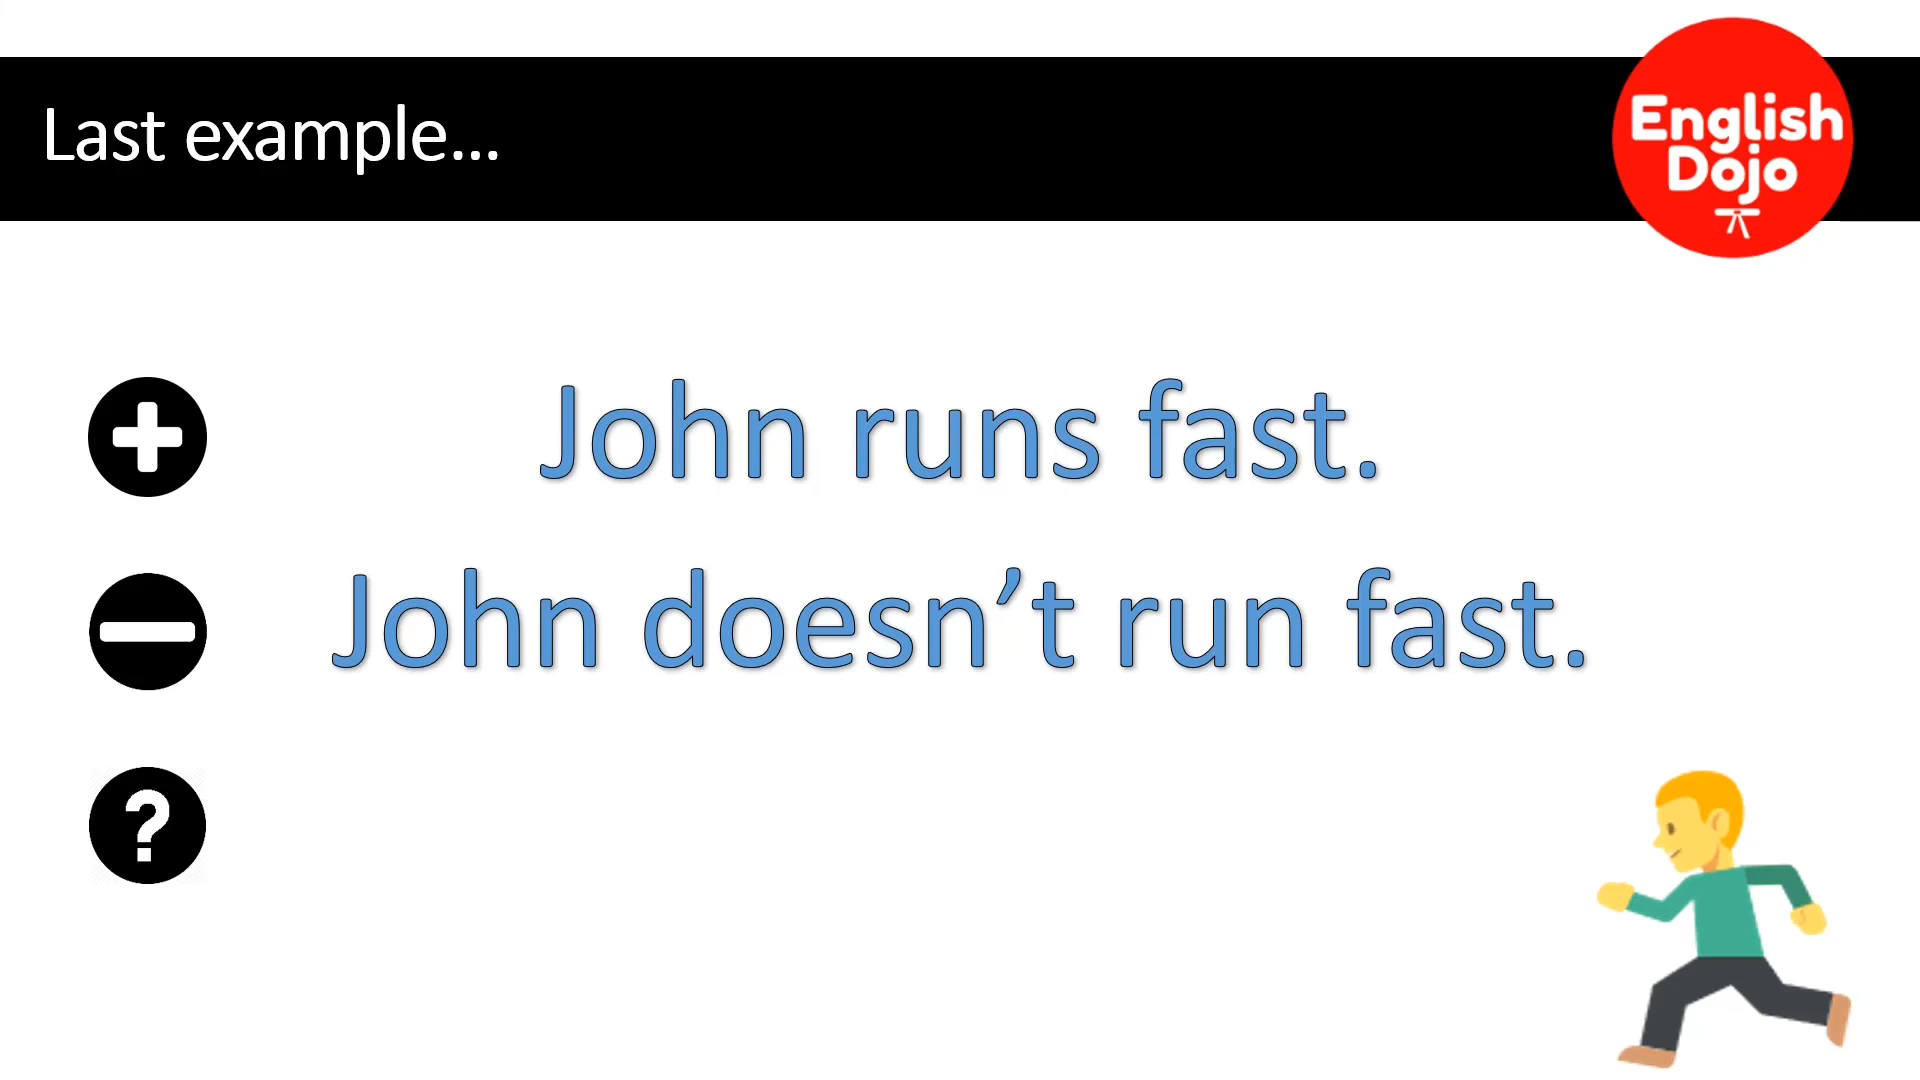 Last example...
English
Dojo
John runs fast.
John doesn’t run fast.